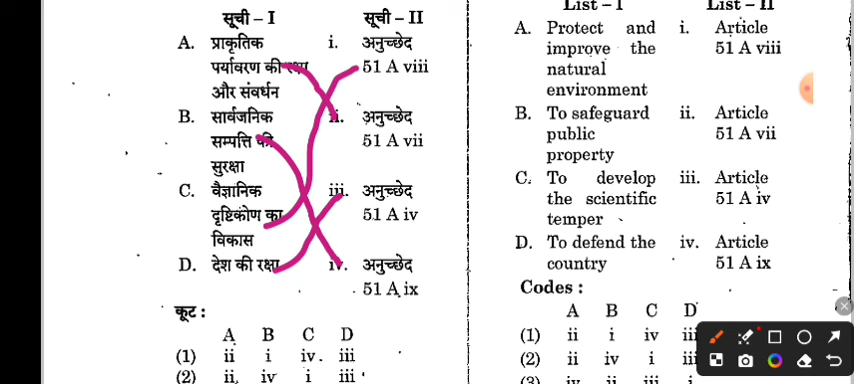 सूची – I सूची – II
A. प्राकृतिक i. अनुच्छेद
पर्यावरण की रक्षा 51 A viii
और संवर्धन
B. सार्वजनिक ii. अनुच्छेद
सम्पत्ति की 51 A vii
सुरक्षा
C. वैज्ञानिक iii. अनुच्छेद
दृष्टिकोण का 51 A iv
विकास
D. देश की रक्षा iv. अनुच्छेद
51 A ix
कूट :
A B C D
(1) ii i iv. iii
(2) ii, iv i iii
List – I List – II
A. Protect and i. Article
improve the 51 A viii
natural
environment
B. To safeguard ii. Article
public 51 A vii
property
C. To develop iii. Article
the scientific 51 A iv
temper
D. To defend the iv. Article
country 51 A ix
Codes :
A B C D
(1) ii i iv iii
(2) ii iv i iii
(3) iv ii iii i